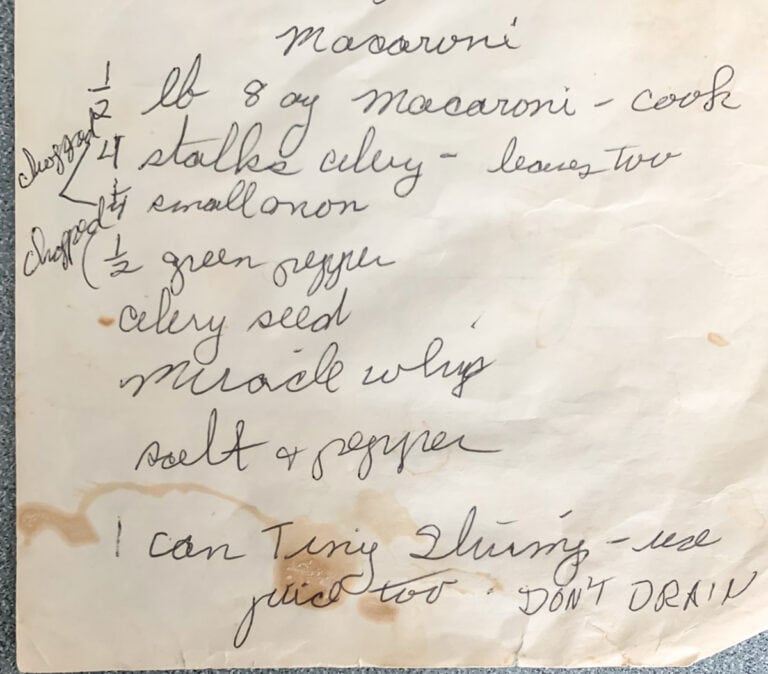 Macaroni
1/2 lb 8 oz Macaroni - cook
chopped 4 stalks celery - leaves too
1/4 small onon
chopped ( 1/2 green pepper
celery seed
Miracle whip
salt & pepper
1 can Tiny Shrimp - use
juice too. DON'T DRAIN